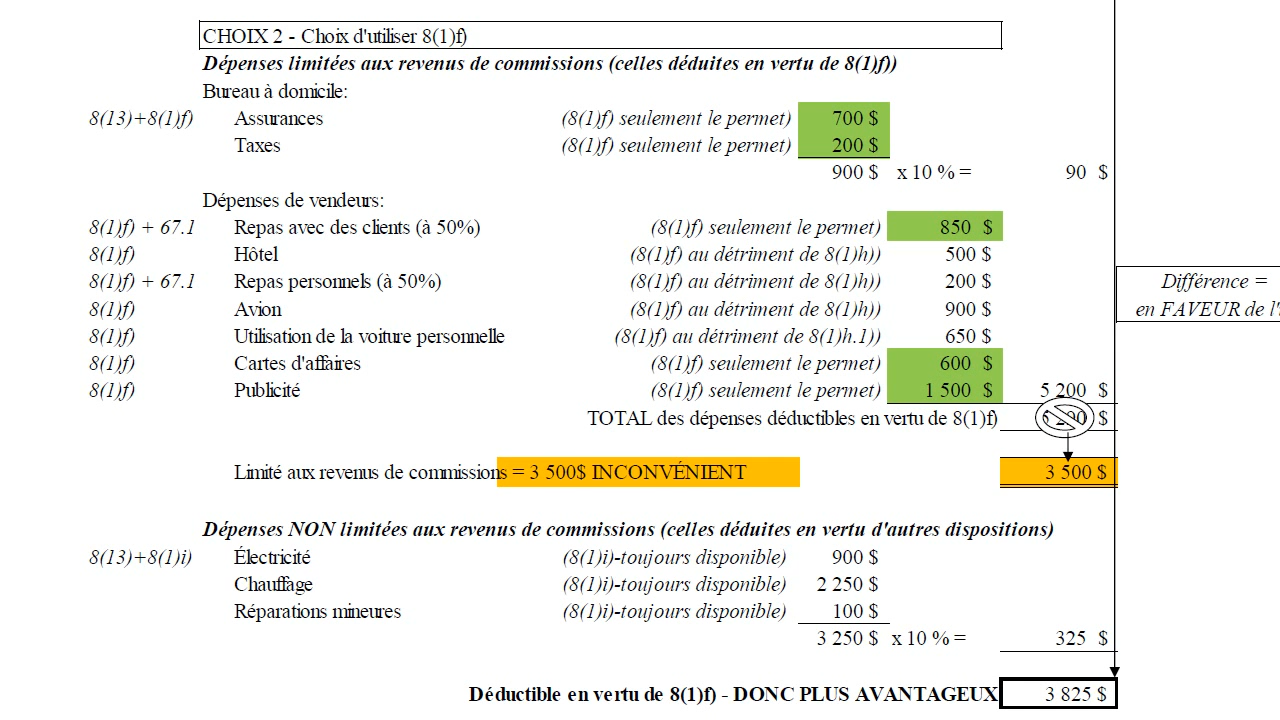 CHOIX 2 - Choix d'utiliser 8(1)f)
Dépenses limitées aux revenus de commissions (celles déduites en vertu de 8(1)f))
Bureau à domicile:
8(13)+8(1)f) Assurances (8(1)f) seulement le permet) 700 $
Taxes (8(1)f) seulement le permet) 200 $
900 $ x 10 % = 90 $
Dépenses de vendeurs:
8(1)f) + 67.1 Repas avec des clients (à 50%) (8(1)f) seulement le permet) 850 $
8(1)f) Hôtel (8(1)f) au détriment de 8(1)h)) 500 $
8(1)f) + 67.1 Repas personnels (à 50%) (8(1)f) au détriment de 8(1)h)) 200 $
Différence =
8(1)f) Avion (8(1)f) au détriment de 8(1)h)) 900 $
en FAVEUR de l'
8(1)f) Utilisation de la voiture personnelle (8(1)f) au détriment de 8(1)h.1)) 650 $
8(1)f) Cartes d'affaires (8(1)f) seulement le permet) 600 $
8(1)f) Publicité (8(1)f) seulement le permet) 1 500 $ 5 200 $
TOTAL des dépenses déductibles en vertu de 8(1)f) 5 290 $
Limité aux revenus de commissions = 3 500$ INCONVÉNIENT 3 500 $
Dépenses NON limitées aux revenus de commissions (celles déduites en vertu d'autres dispositions)
8(13)+8(1)i) Électricité (8(1)i)-toujours disponible) 900 $
Chauffage (8(1)i)-toujours disponible) 2 250 $
Réparations mineures (8(1)i)-toujours disponible) 100 $
3 250 $ x 10 % = 325 $
Déductible en vertu de 8(1)f) - DONC PLUS AVANTAGEUX 3 825 $